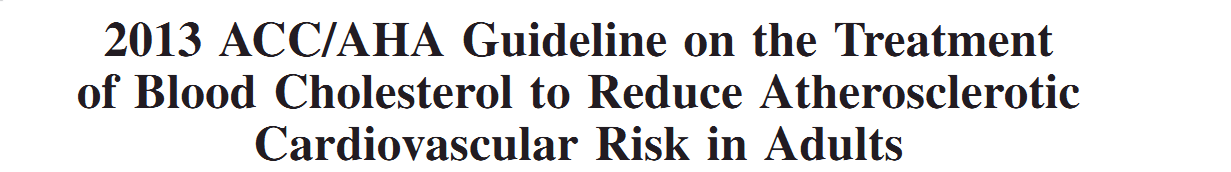 2013 ACC/AHA Guideline on the Treatment
of Blood Cholesterol to Reduce Atherosclerotic
Cardiovascular Risk in Adults